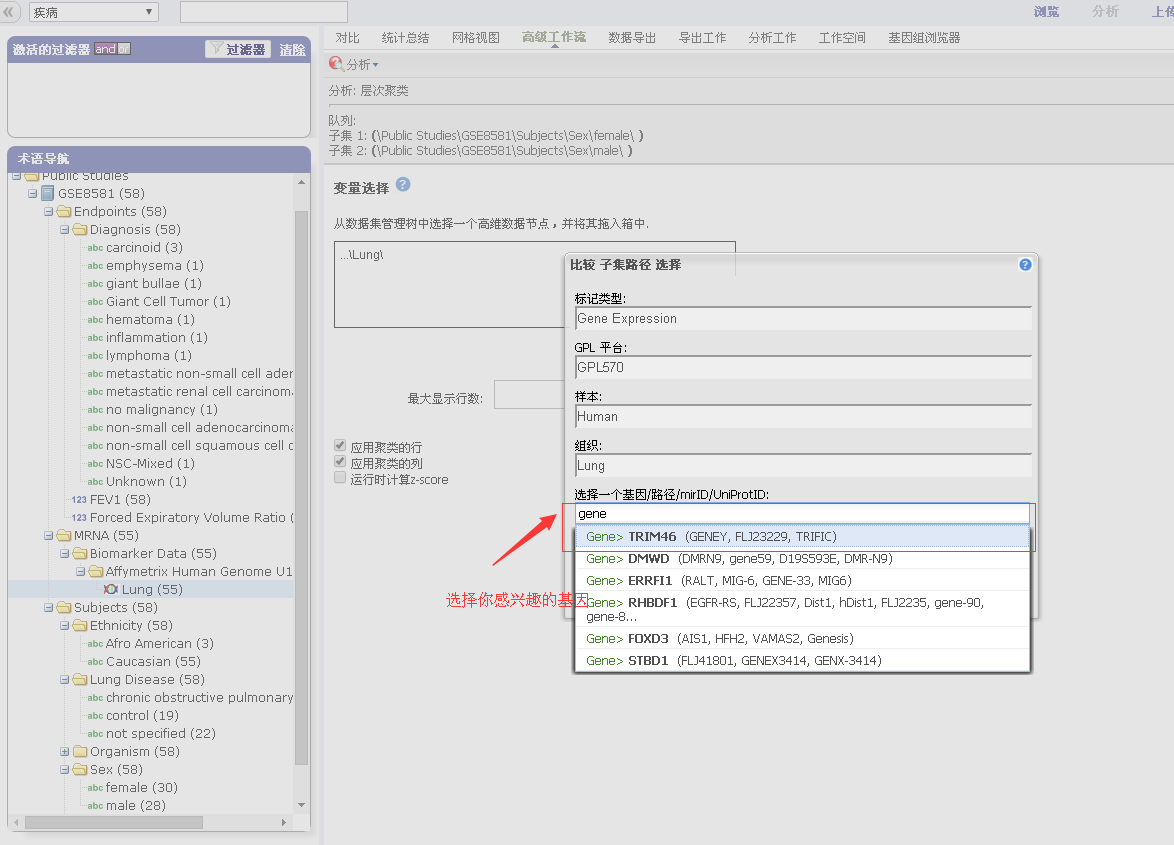 疾病
浏览
分析
上传
激活的过滤器 and or
过滤器
清除
对比
统计总结
网格视图
高级工作流
数据导出
导出工作
分析工作
工作空间
基因组浏览器
分析
分析: 层次聚类
队列:
子集 1: (\Public Studies\GSE8581\Subjects\Sex\female\ )
子集 2: (\Public Studies\GSE8581\Subjects\Sex\male\ )
术语导航
Public Studies
GSE8581 (58)
Endpoints (58)
Diagnosis (58)
abc carcinoid (3)
abc emphysema (1)
abc giant bullae (1)
abc Giant Cell Tumor (1)
abc hematoma (1)
abc inflammation (1)
abc lymphoma (1)
abc metastatic non-small cell aden
abc metastatic renal cell carcinoma
abc no malignancy (1)
abc non-small cell adenocarcinoma
abc non-small cell squamous cell c
abc NSC-Mixed (1)
abc Unknown (1)
123 FEV1 (58)
123 Forced Expiratory Volume Ratio (
MRNA (55)
Biomarker Data (55)
Affymetrix Human Genome U1
Lung (55)
Subjects (58)
Ethnicity (58)
abc Afro American (3)
abc Caucasian (55)
Lung Disease (58)
abc chronic obstructive pulmonary
abc control (19)
abc not specified (22)
Organism (58)
Sex (58)
abc female (30)
abc male (28)
变量选择 ?
从数据集管理树中选择一个高维数据节点，并将其拖入箱中.
...\Lung\
最大显示行数:
应用聚类的行
应用聚类的列
运行时计算z-score
比较 子集路径 选择
?
标记类型:
Gene Expression
GPL 平台:
GPL570
样本:
Human
组织:
Lung
选择一个基因/路径/mirID/UniProtID:
gene
Gene> TRIM46 (GENEY, FLJ23229, TRIFIC)
Gene> DMWD (DMRN9, gene59, D19S593E, DMR-N9)
Gene> ERRFI1 (RALT, MIG-6, GENE-33, MIG6)
Gene> RHBDF1 (EGFR-RS, FLJ22357, Dist1, hDist1, FLJ2235, gene-90,
gene-8...
Gene> FOXD3 (AIS1, HFH2, VAMAS2, Genesis)
Gene> STBD1 (FLJ41801, GENEX3414, GENX-3414)
选择你感兴趣的基因